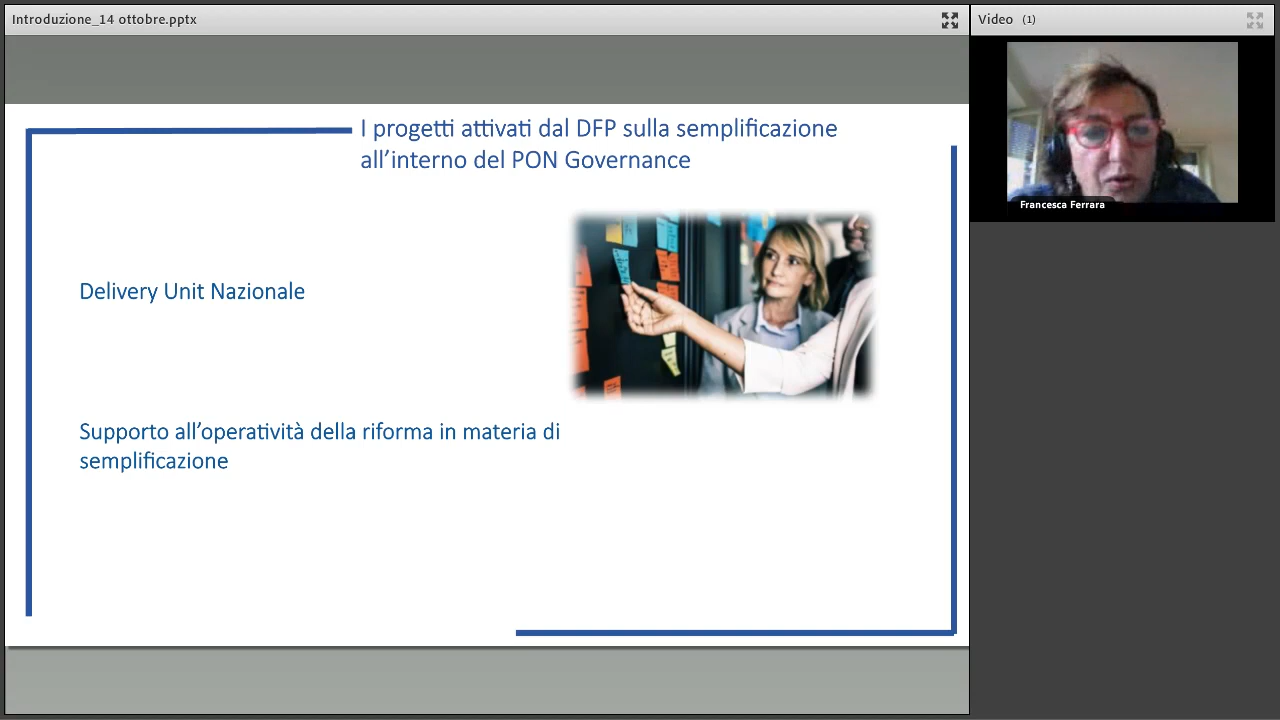 Introduzione_14 ottobre.pptx
Video (1)
I progetti attivati dal DFP sulla semplificazione
all’interno del PON Governance
Francesca Ferrara
Delivery Unit Nazionale
Supporto all’operatività della riforma in materia di
semplificazione